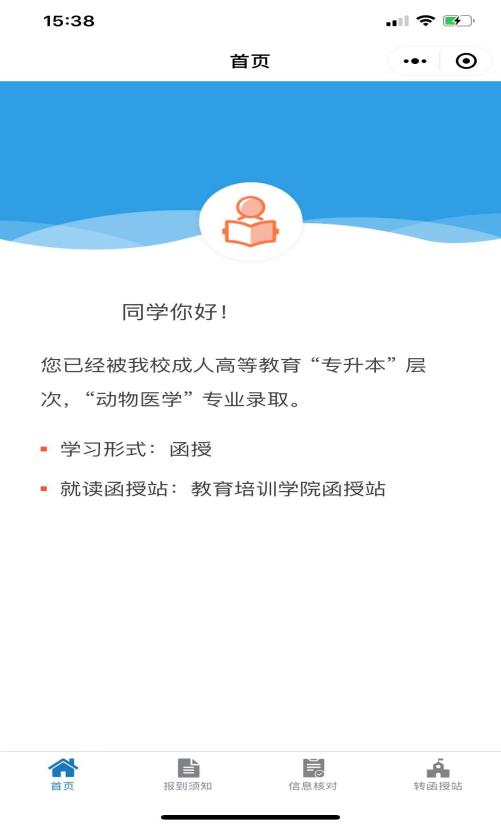 15:38
首页
同学你好!
您已经被我校成人高等教育“专升本”层
次,“动物医学”专业录取。
学习形式:函授
就读函授站:教育培训学院函授站
首页
报到须知
信息核对
转函授站